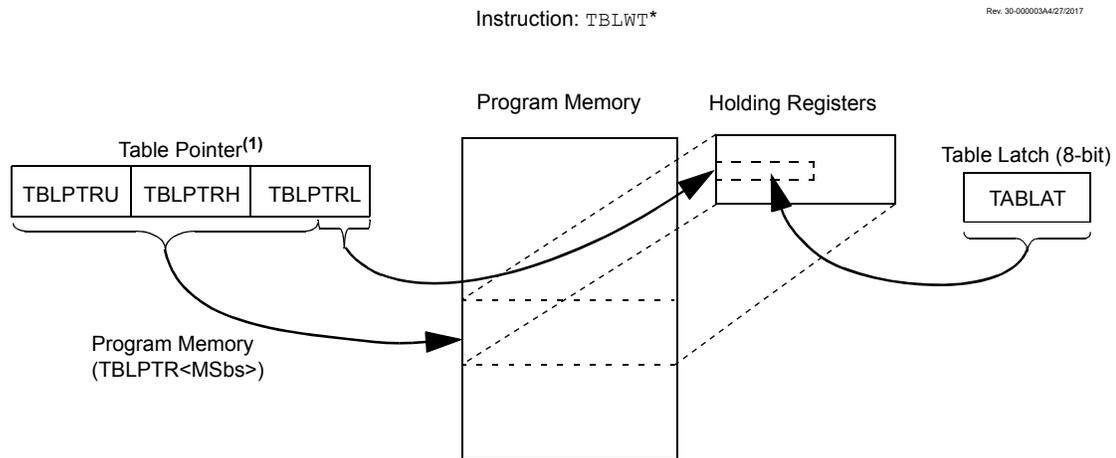 Instruction: TBLWT*
Rev. 30-000003A4/27/2017
Program Memory
Holding Registers
Table Pointer(1)
Table Latch (8-bit)
TBLPTRU
TBLPTRH
TBLPTRL
TABLAT
Program Memory
(TBLPTR<MSbs>)